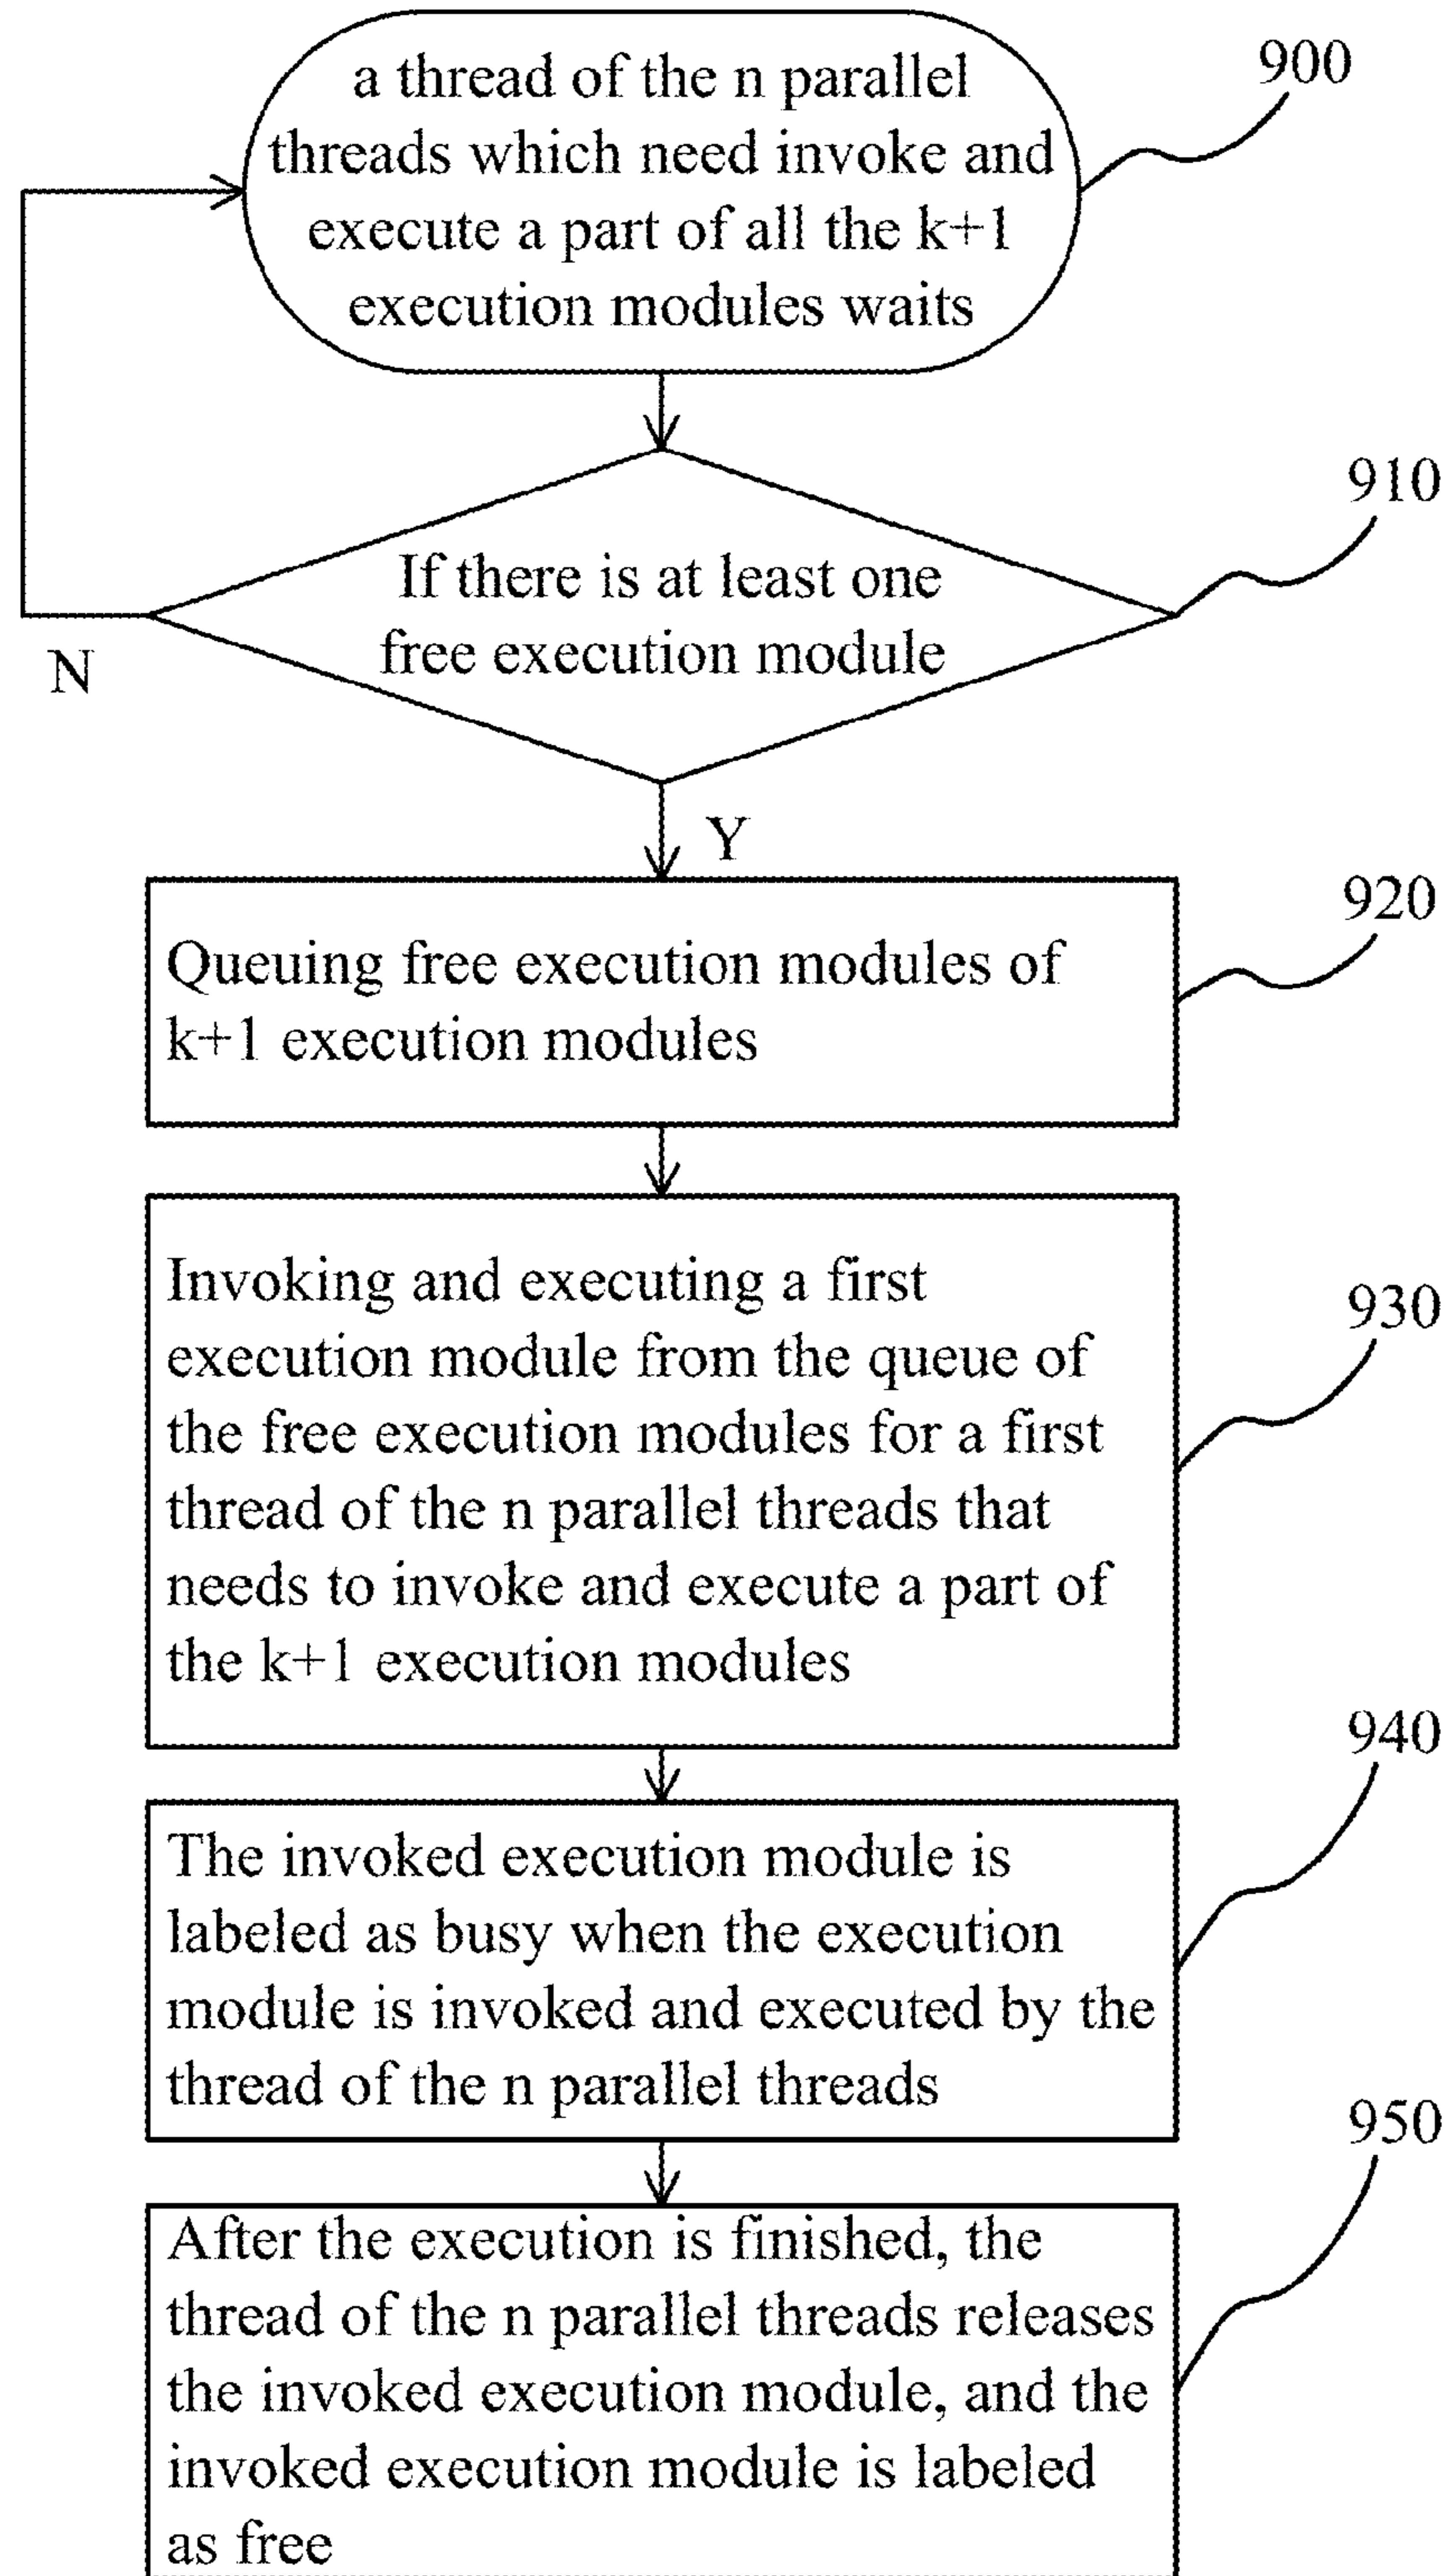 a thread of the n parallel
threads which need invoke and
execute a part of all the k+1
execution modules waits
900
If there is at least one
free execution module
910
N
Y
Queuing free execution modules of
k+1 execution modules
920
Invoking and executing a first
execution module from the queue of
the free execution modules for a first
thread of the n parallel threads that
needs to invoke and execute a part of
the k+1 execution modules
930
The invoked execution module is
labeled as busy when the execution
module is invoked and executed by the
thread of the n parallel threads
940
After the execution is finished, the
thread of the n parallel threads releases
the invoked execution module, and the
invoked execution module is labeled
as free
950